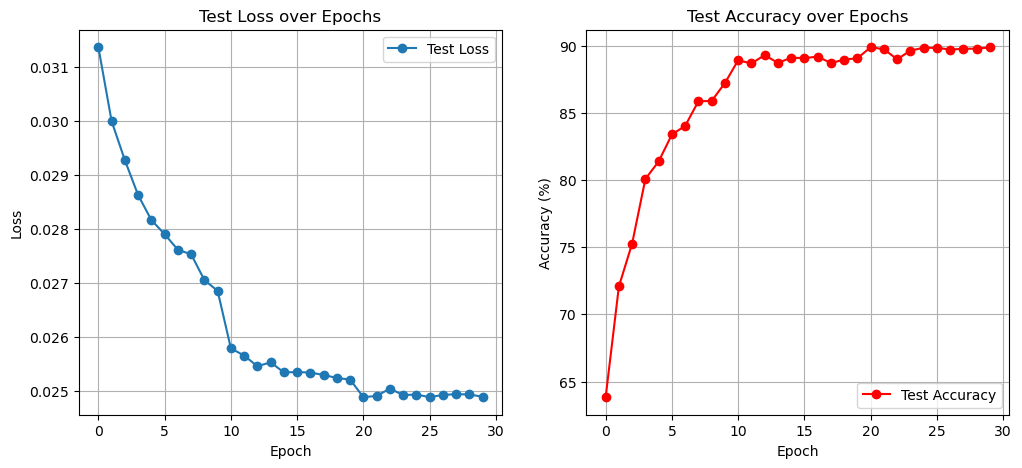 Test Loss over Epochs
Test Loss
0.031
0.030
0.029
0.028
0.027
0.026
0.025
Loss
0 5 10 15 20 25 30
Epoch
Test Accuracy over Epochs
90
85
80
75
70
65
Accuracy (%)
Test Accuracy
0 5 10 15 20 25 30
Epoch